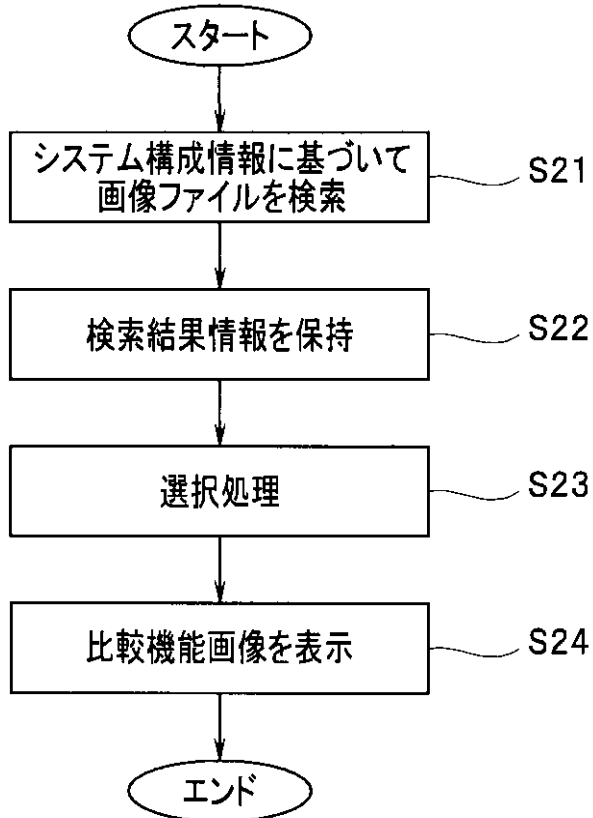 スタート
システム構成情報に基づいて
画像ファイルを検索
S21
検索結果情報を保持
S22
選択処理
S23
比較機能画像を表示
S24
エンド